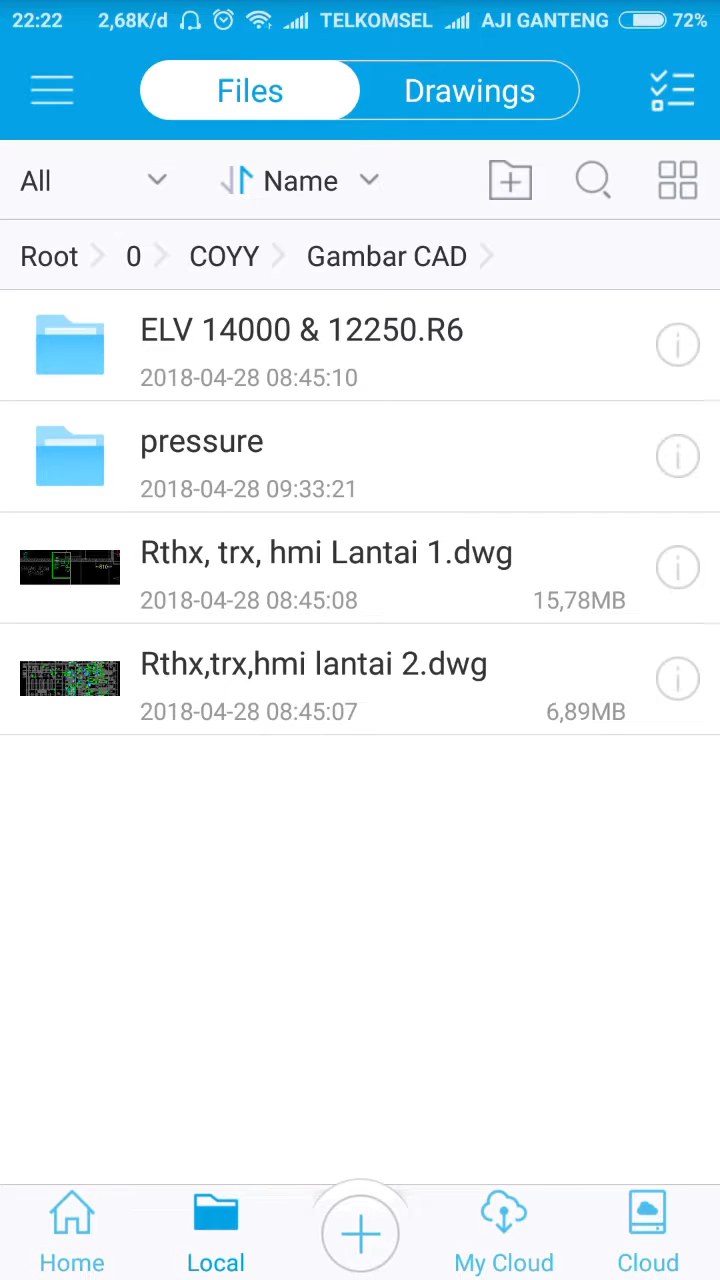 22:22 2,68K/d TELKOMSEL AJI GANTENG 72%
Files Drawings
All Name
Root 0 COYY Gambar CAD
ELV 14000 & 12250.R6
2018-04-28 08:45:10
pressure
2018-04-28 09:33:21
Rthx, trx, hmi Lantai 1.dwg
2018-04-28 08:45:08 15,78MB
Rthx,trx,hmi lantai 2.dwg
2018-04-28 08:45:07 6,89MB
Home Local My Cloud Cloud